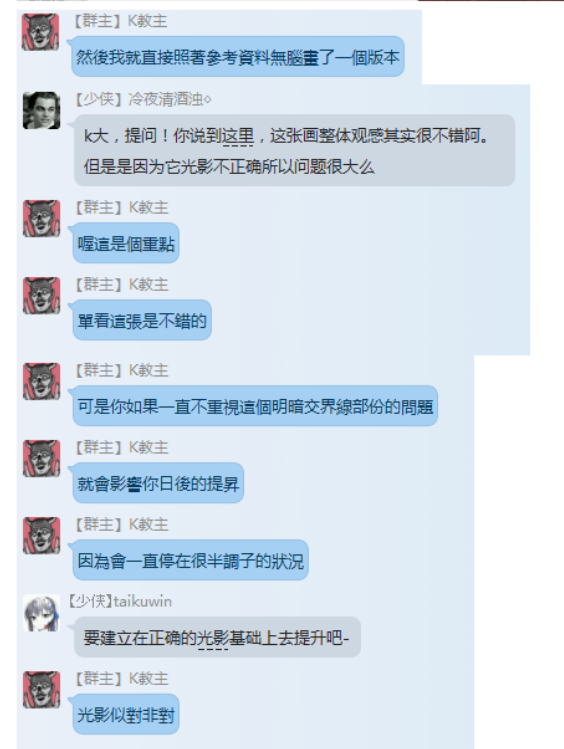 【群主】K教主
然後我就直接照著參考資料無腦畫了一個版本
【少侠】冷夜清酒浊◇
k大，提问！你说到这里，这张画整体观感其实很不错阿。
但是是因为它光影不正确所以问题很大么
【群主】K教主
喔這是個重點
【群主】K教主
單看這張是不錯的
【群主】K教主
可是你如果一直不重視這個明暗交界線部份的問題
【群主】K教主
就會影響你日後的提昇
【群主】K教主
因為會一直停在很半調子的狀況
【少侠】taikuwin
要建立在正确的光影基础上去提升吧-
【群主】K教主
光影似對非對